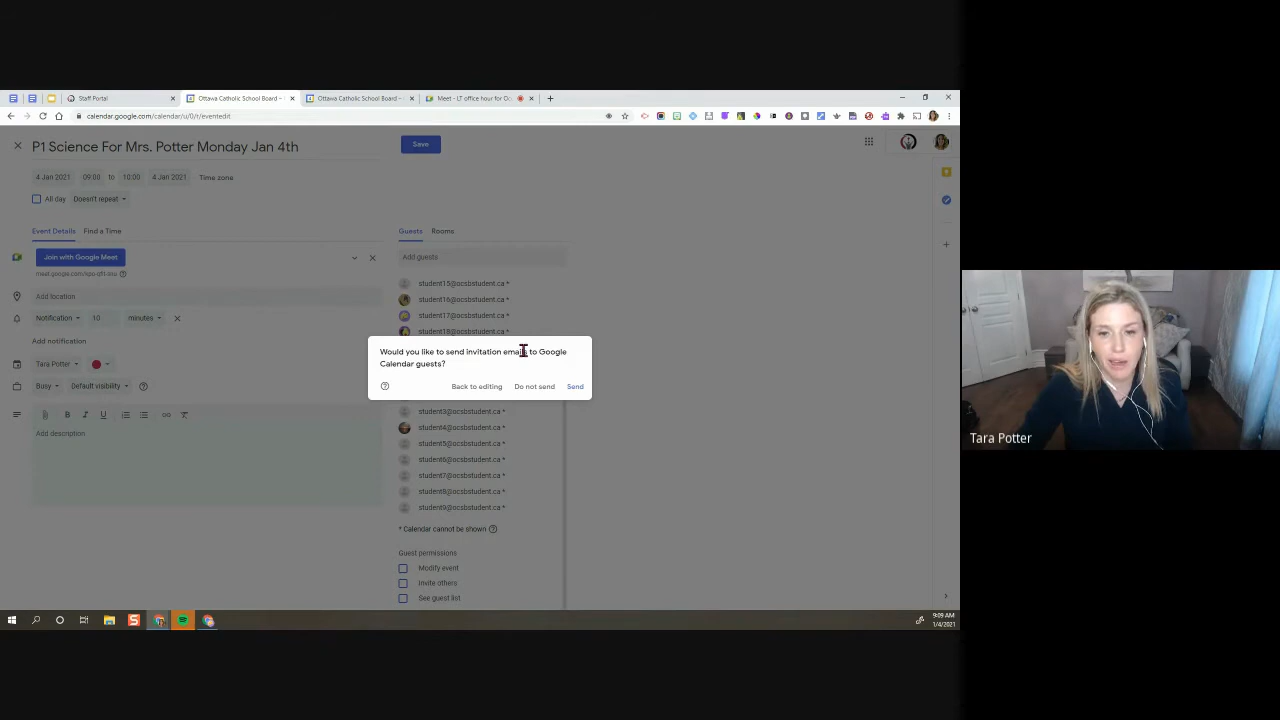 Staff Portal
Ottawa Catholic School Board -
Ottawa Catholic School Board -
Meet - LT office hour for D
calendar.google.com/calendar/u/0/r/eventedit
P1 Science For Mrs. Potter Monday Jan 4th
Save
4 Jan 2021 09:00 to 10:00 4 Jan 2021 Time zone
All day Doesn't repeat
Event Details Find a Time
Guests Rooms
Join with Google Meet
Add guests
Add location
student15@ocsbstudent.ca *
student16@ocsbstudent.ca *
student17@ocsbstudent.ca *
student18@ocsbstudent.ca *
Notification 10 minutes
Add notification
Would you like to send invitation emails to Google
Calendar guests?
Back to editing Do not send Send
Tara Potter
Busy Default visibility
Add description
student3@ocsbstudent.ca *
student4@ocsbstudent.ca *
student5@ocsbstudent.ca *
student6@ocsbstudent.ca *
student7@ocsbstudent.ca *
student8@ocsbstudent.ca *
student9@ocsbstudent.ca *
* Calendar cannot be shown
Guest permissions
Modify event
Invite others
See guest list
9:09 AM
1/4/2021
Tara Potter